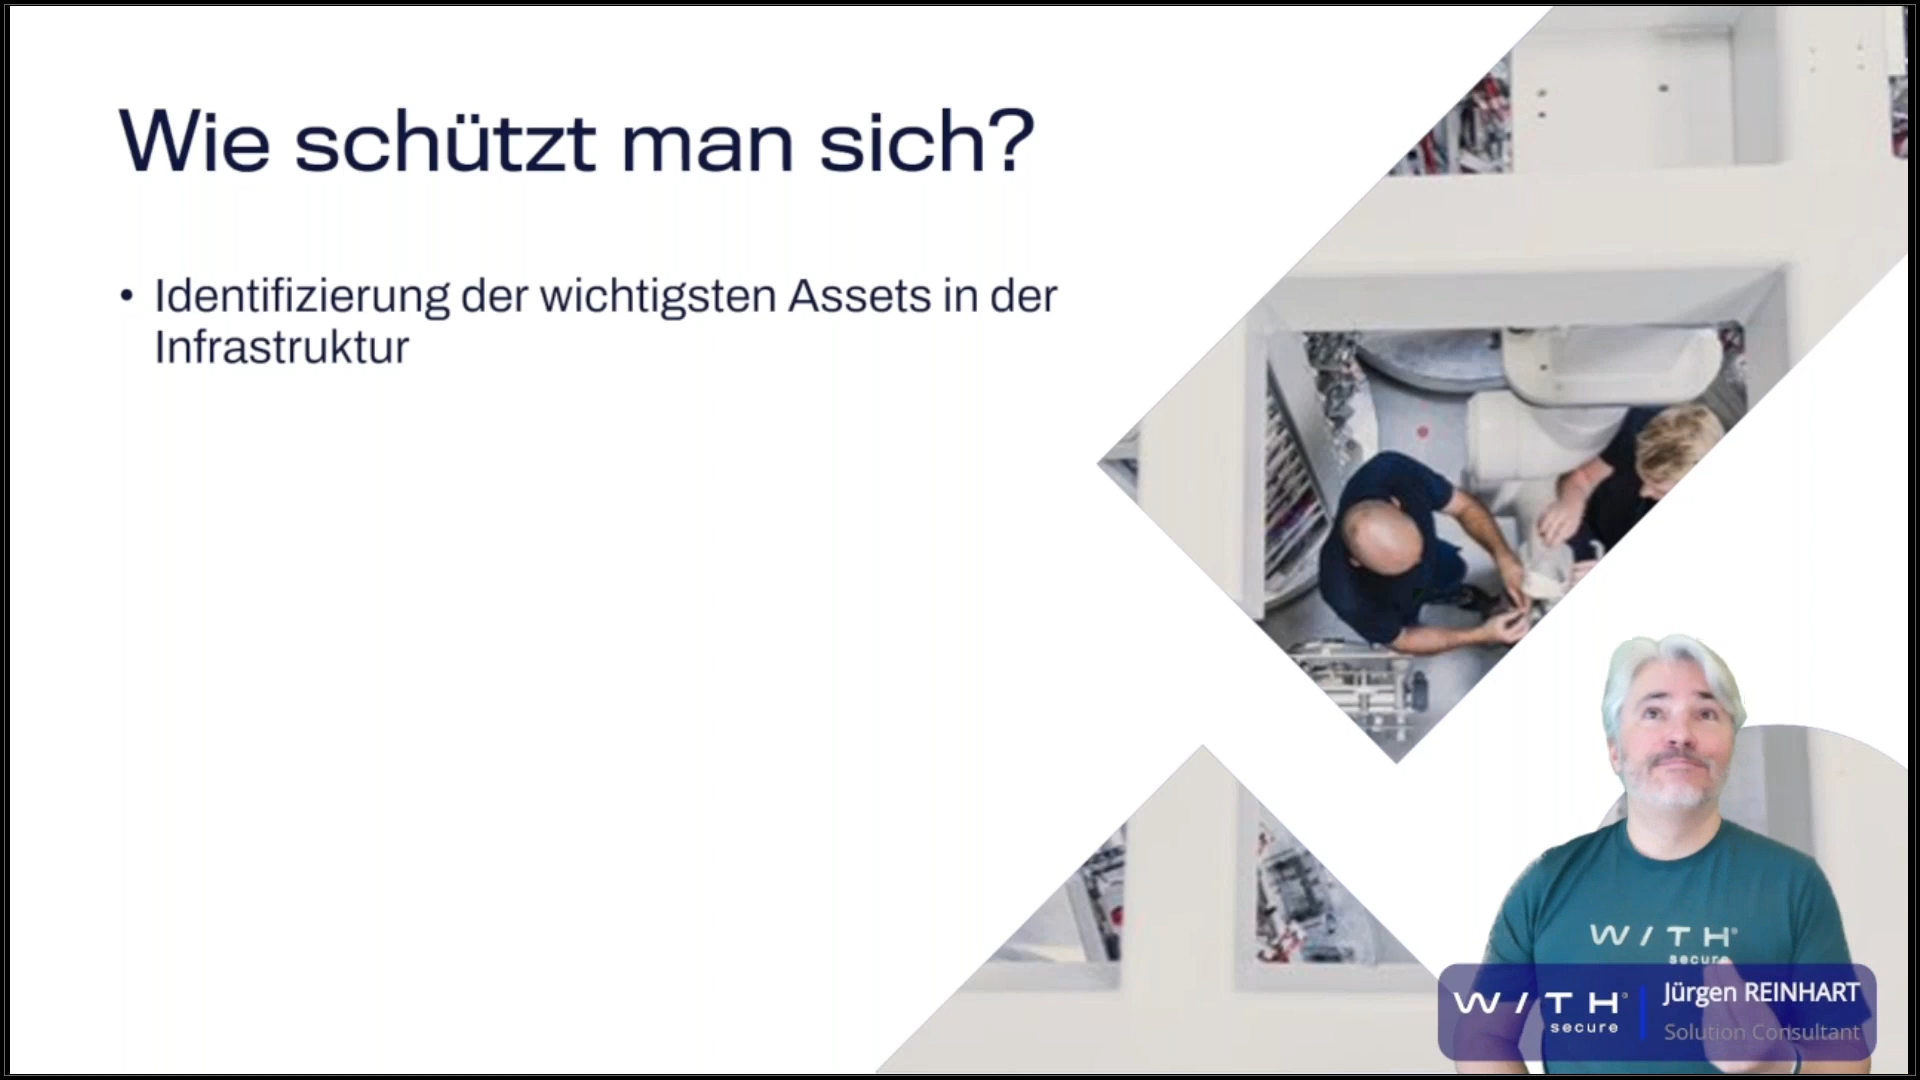 Wie schützt man sich?
• Identifizierung der wichtigsten Assets in der
Infrastruktur
W/TH®
secure
W/TH®
secure
Jürgen REINHART
Solution Consultant